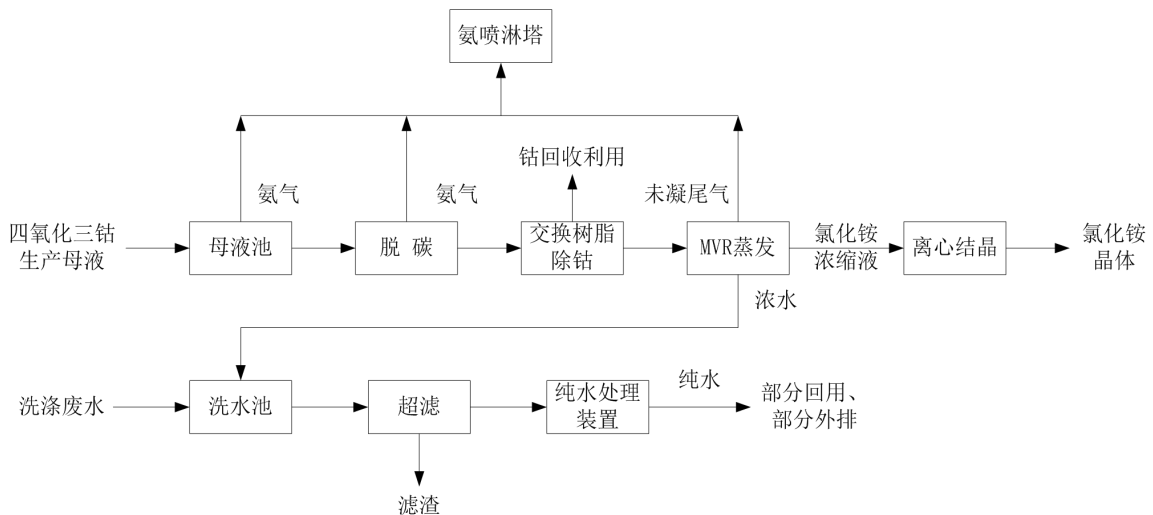 氨喷淋塔
钴回收利用
氨气
氨气
未凝尾气
四氧化三钴
生产母液
母液池
脱 碳
交换树脂
除钴
MVR蒸发
氯化铵
浓缩液
离心结晶
氯化铵
晶体
浓水
洗涤废水
洗水池
超滤
纯水处理
装置
纯水
部分回用、
部分外排
滤渣